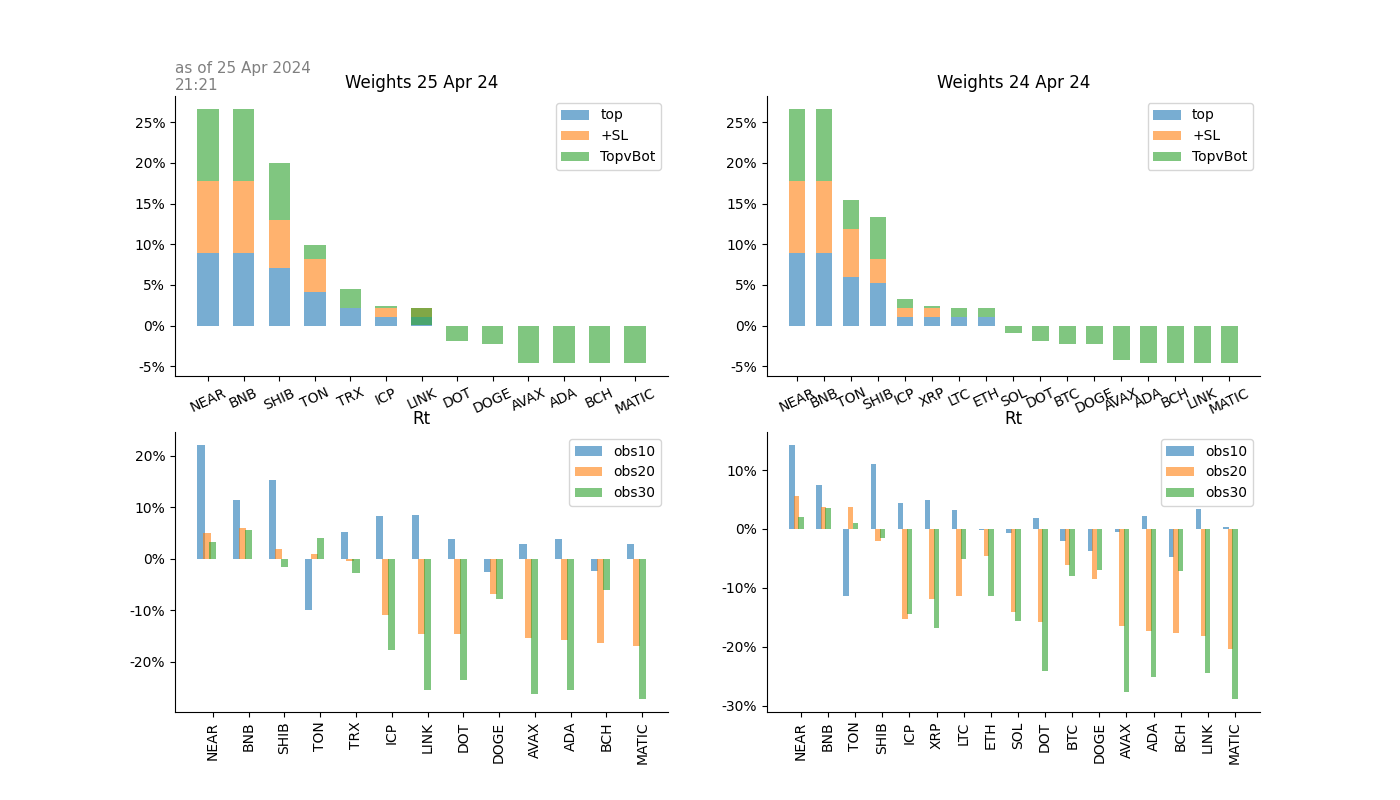 as of 25 Apr 2024
21:21
Weights 25 Apr 24
25%
20%
15%
10%
5%
0%
-5%
top
+SL
TopvBot
NEAR BNB SHIB TON TRX ICP LINK DOT DOGE AVAX ADA BCH MATIC
Weights 24 Apr 24
25%
20%
15%
10%
5%
0%
-5%
top
+SL
TopvBot
NEAR BNB TON SHIB ICP XRP LTC ETH SOL DOT BTC DOGE AVAX ADA BCH LINK MATIC
Rt
20%
10%
0%
-10%
-20%
obs10
obs20
obs30
NEAR BNB SHIB TON TRX ICP LINK DOT DOGE AVAX ADA BCH MATIC
Rt
10%
0%
-10%
-20%
-30%
obs10
obs20
obs30
NEAR BNB TON SHIB ICP XRP LTC ETH SOL DOT BTC DOGE AVAX ADA BCH LINK MATIC